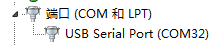 端口 (COM 和 LPT)
USB Serial Port (COM32)